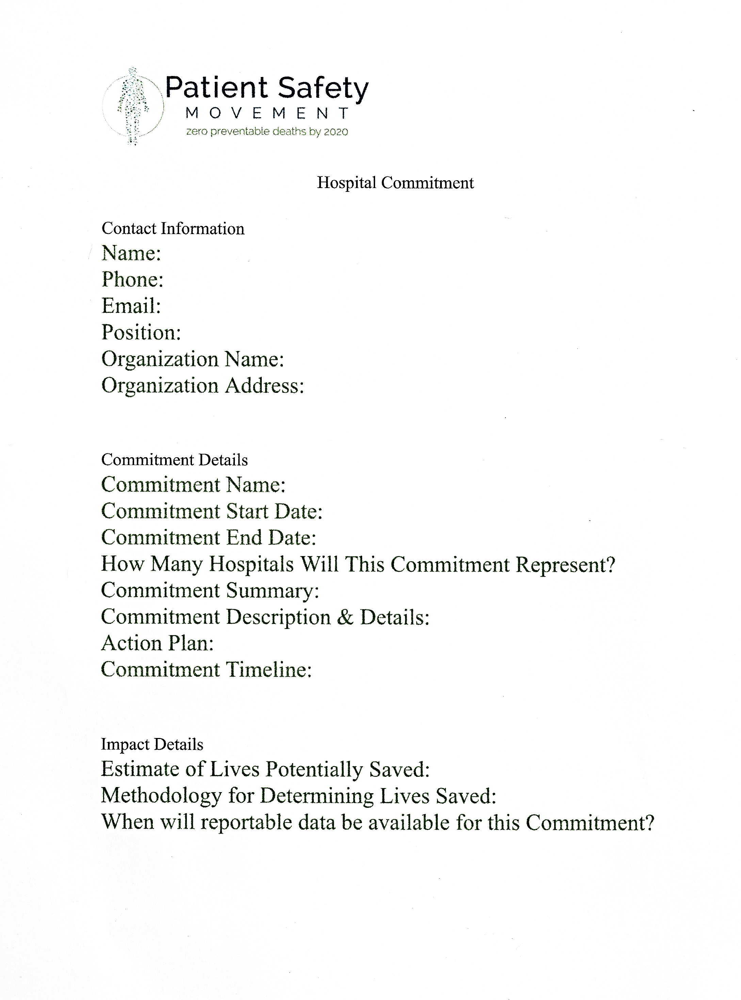 Patient Safety
MOVEMENT
zero preventable deaths by 2020
Hospital Commitment
Contact Information
Name:
Phone:
Email:
Position:
Organization Name:
Organization Address:
Commitment Details
Commitment Name:
Commitment Start Date:
Commitment End Date:
How Many Hospitals Will This Commitment Represent?
Commitment Summary:
Commitment Description & Details:
Action Plan:
Commitment Timeline:
Impact Details
Estimate of Lives Potentially Saved:
Methodology for Determining Lives Saved:
When will reportable data be available for this Commitment?